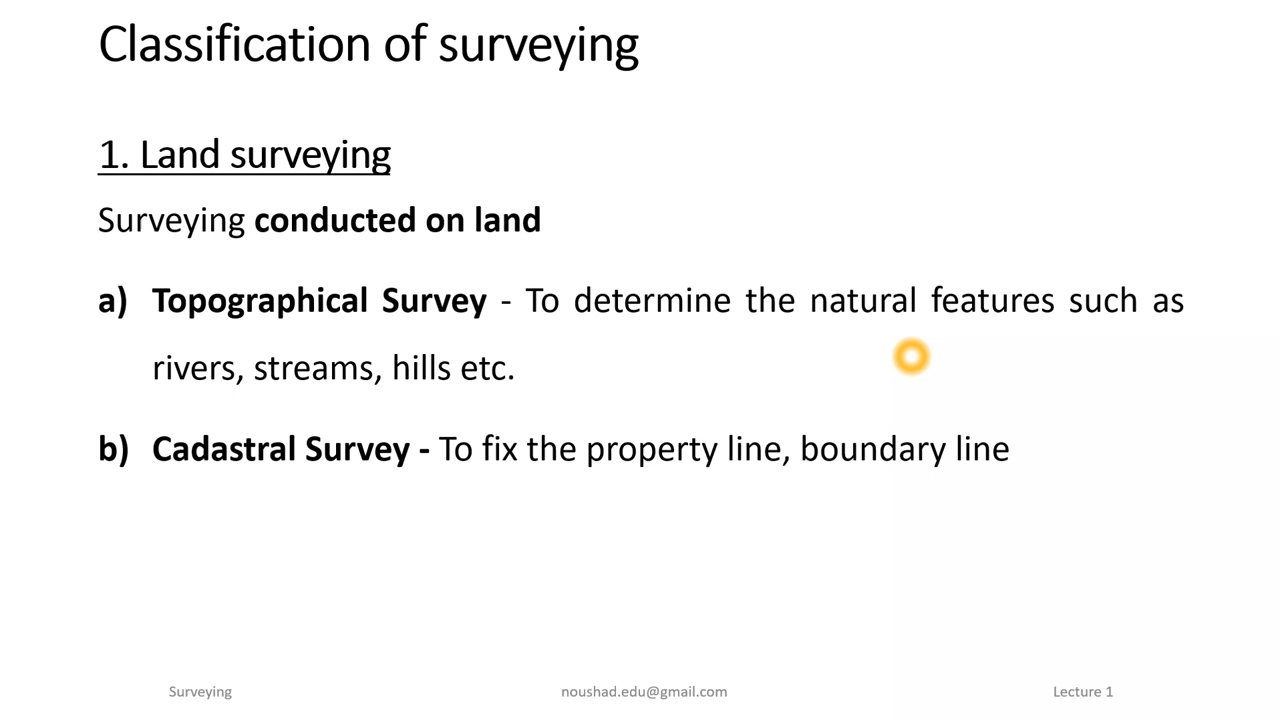 Classification of surveying
1. Land surveying
Surveying conducted on land
a) Topographical Survey - To determine the natural features such as
rivers, streams, hills etc.
b) Cadastral Survey - To fix the property line, boundary line
Surveying noushad.edu@gmail.com Lecture 1